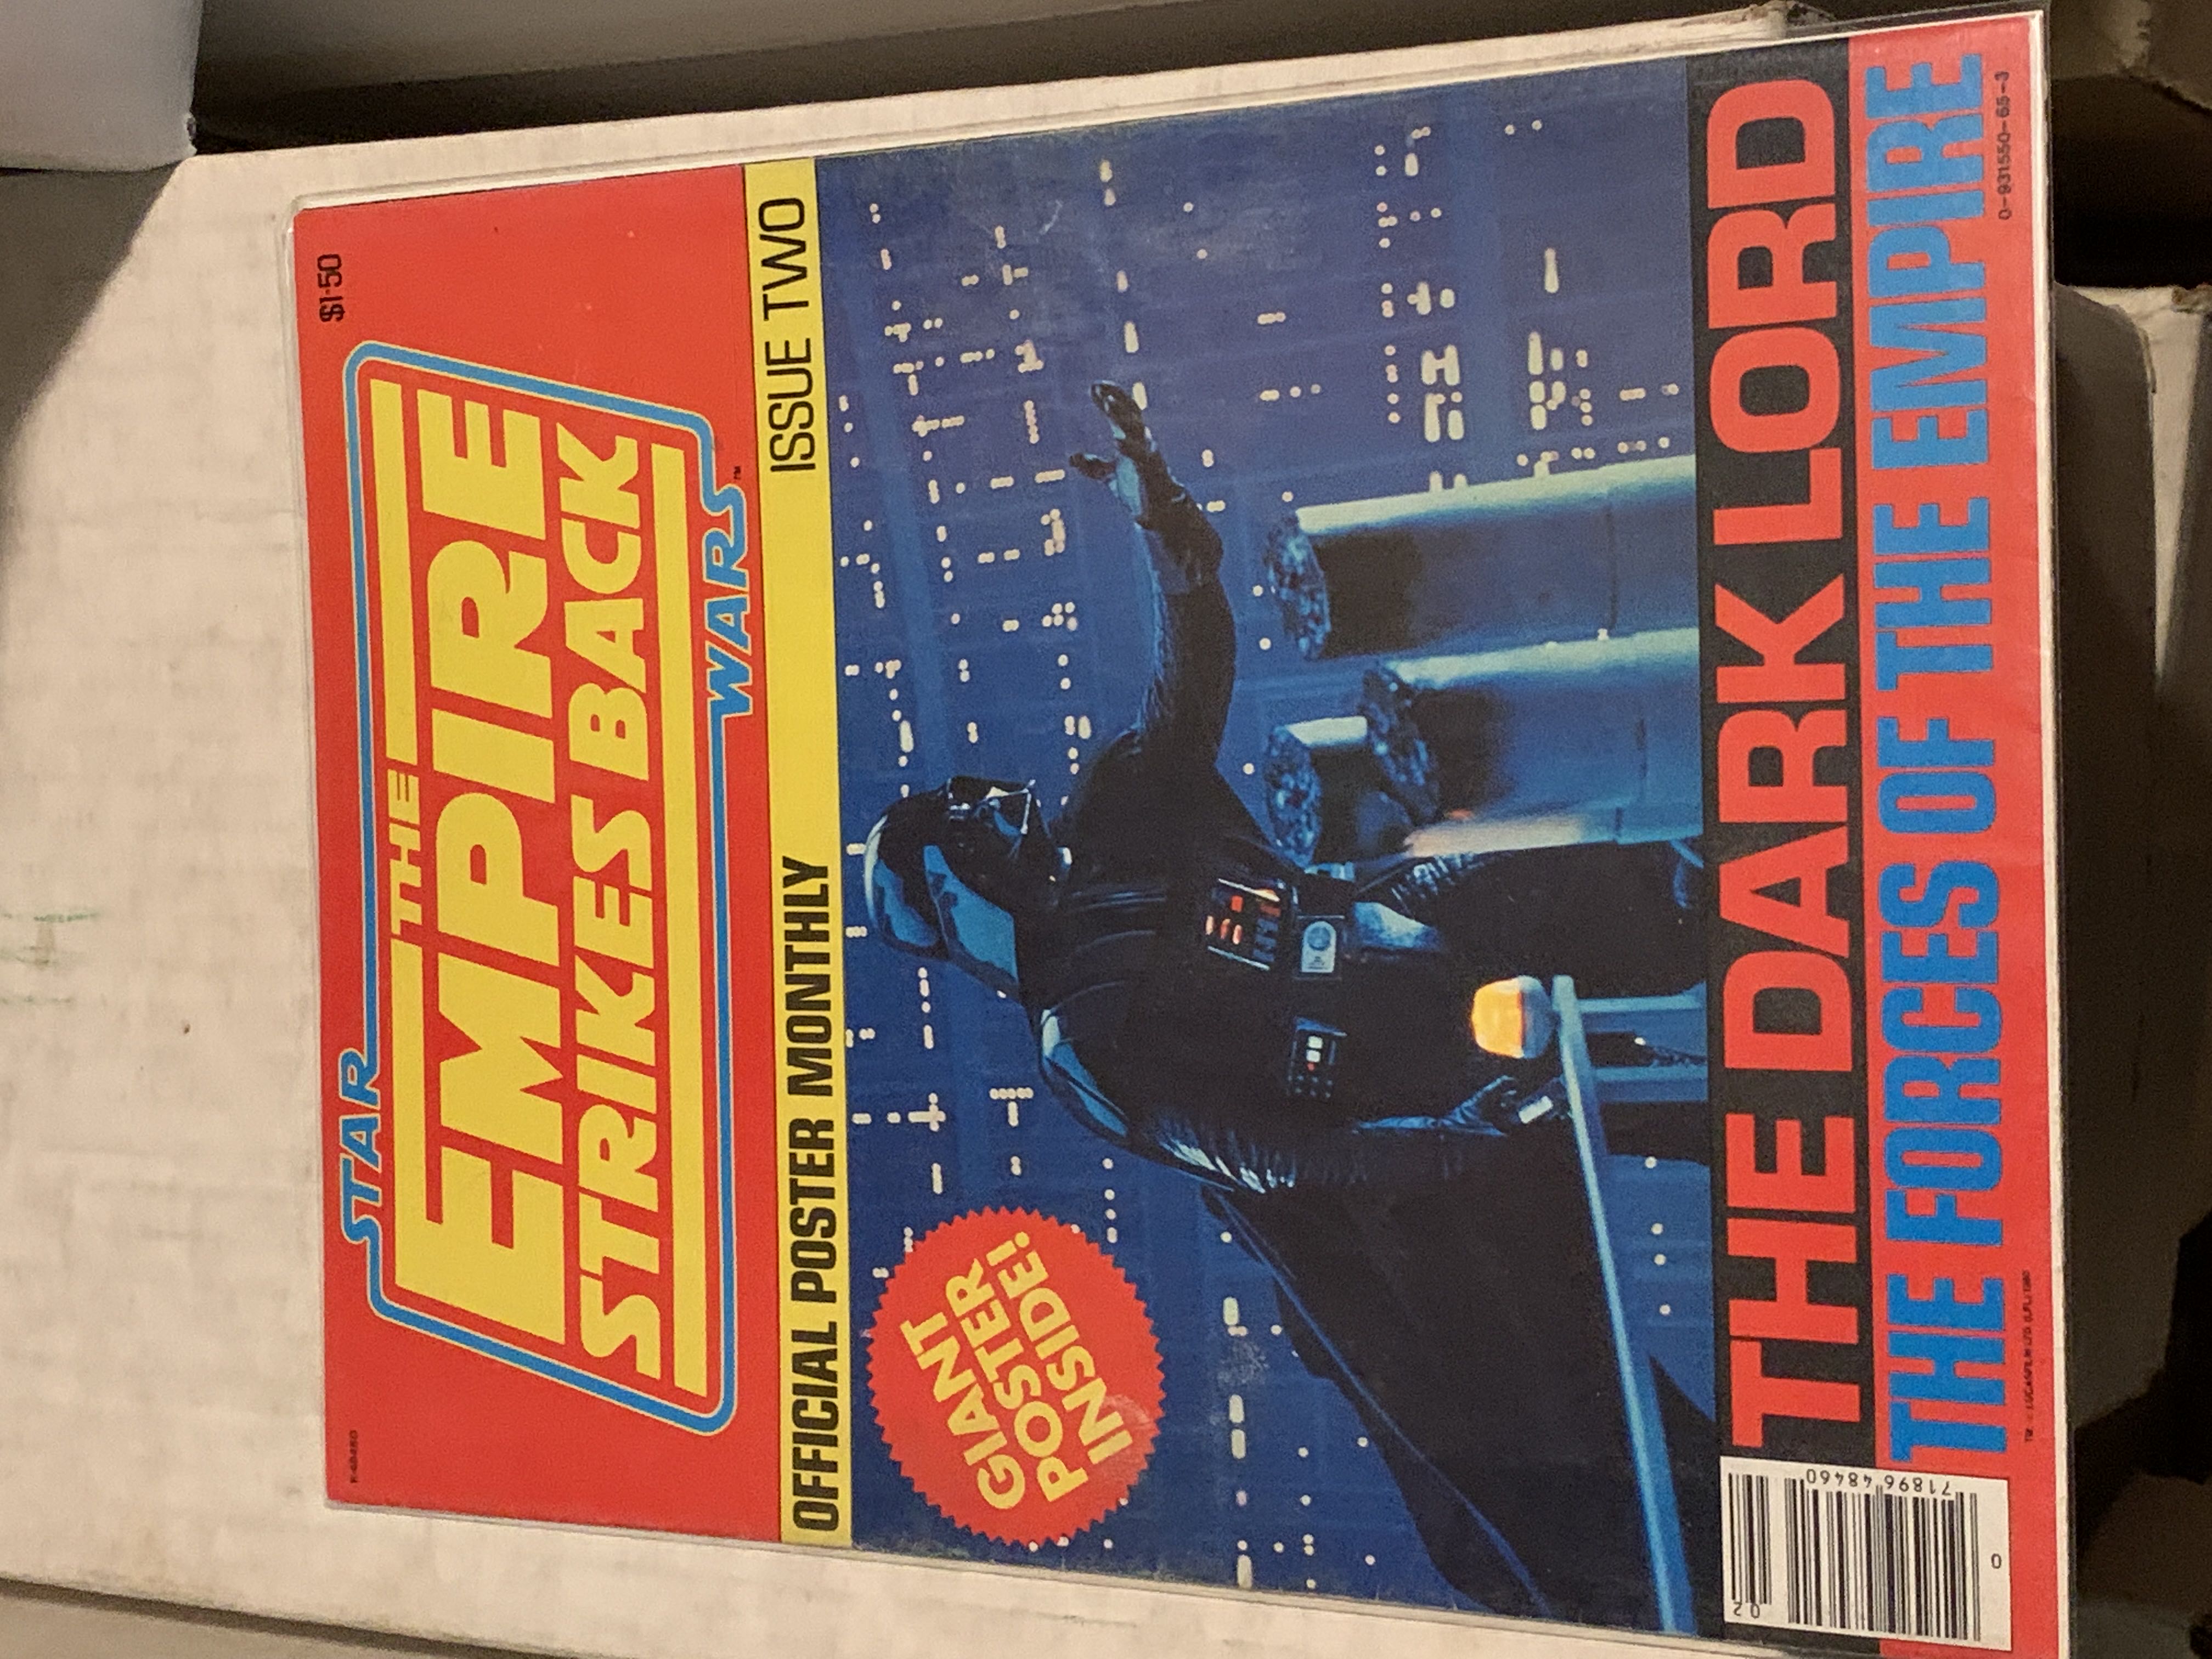 $1·50
STAR
THE
EMPIRE
STRIKES BACK
WARS™
OFFICIAL POSTER MONTHLY ISSUE TWO
GIANT
POSTER
INSIDE!
THE DARK LORD
THE FORCES OF THE EMPIRE
02
0 71896 48460
0-931550-65-3